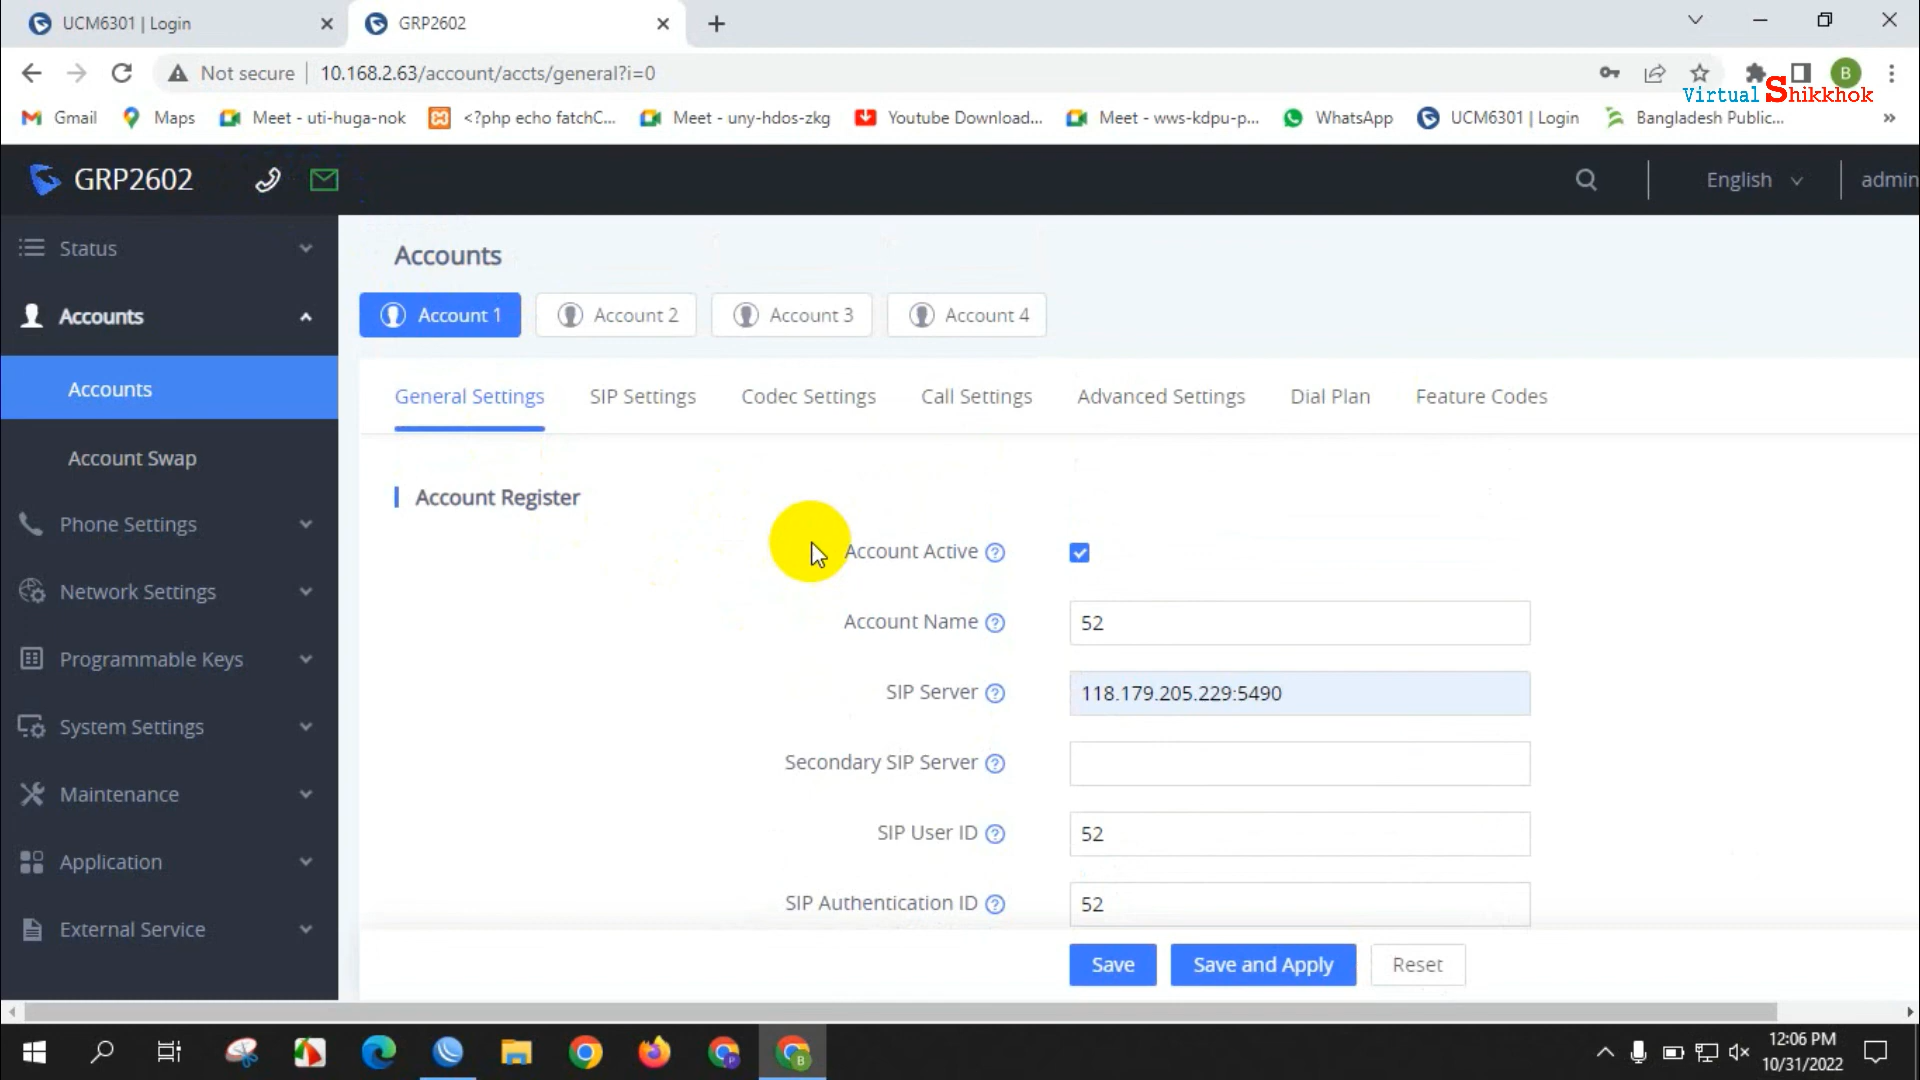 UCM6301 | Login
GRP2602
Not secure
10.168.2.63/account/accts/general?i=0
B
Virtual Shikkhok
Gmail
Maps
Meet - uti-huga-nok
<?php echo fatchC...
Meet - uny-hdos-zkg
Youtube Download...
Meet - wws-kdpu-p...
WhatsApp
UCM6301 | Login
Bangladesh Public...
»
GRP2602
English
admin
Status
Accounts
Accounts
Account Swap
Phone Settings
Network Settings
Programmable Keys
System Settings
Maintenance
Application
External Service
Accounts
Account 1
Account 2
Account 3
Account 4
General Settings
SIP Settings
Codec Settings
Call Settings
Advanced Settings
Dial Plan
Feature Codes
Account Register
Account Active ?
Account Name ? 52
SIP Server ? 118.179.205.229:5490
Secondary SIP Server ?
SIP User ID ? 52
SIP Authentication ID ? 52
Save
Save and Apply
Reset
P
B
12:06 PM
10/31/2022